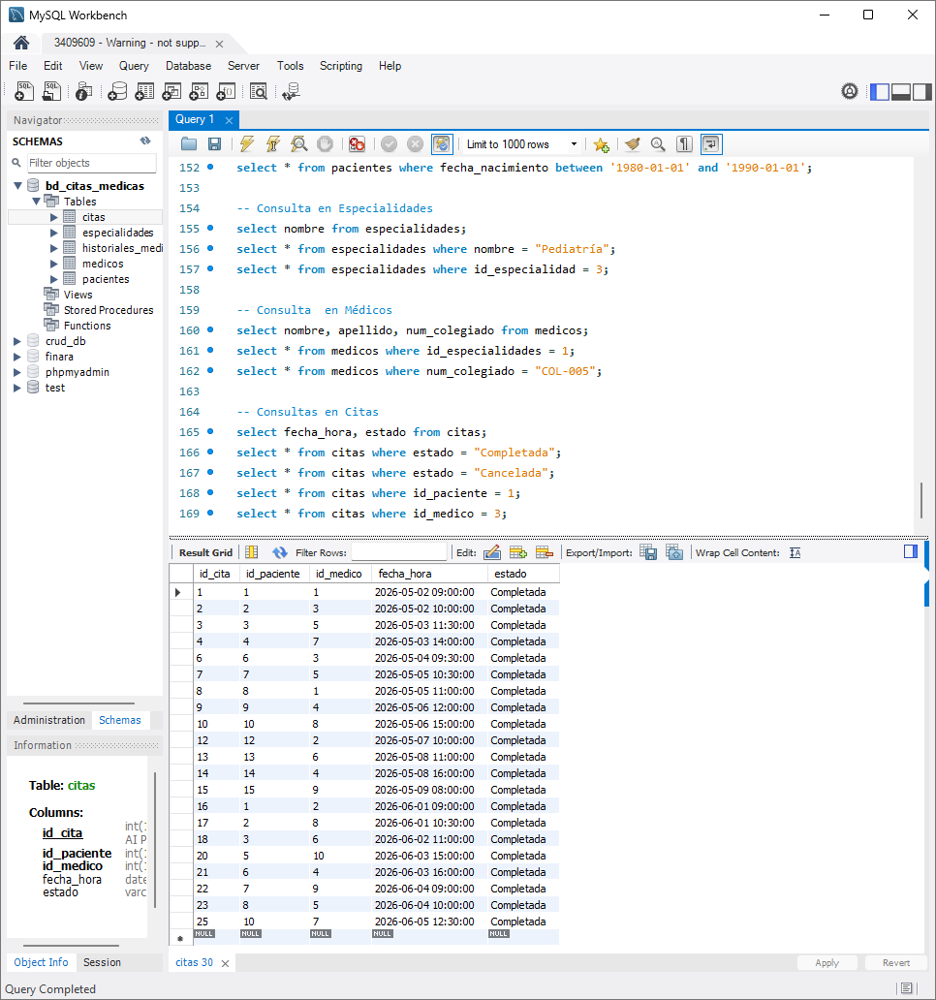 MySQL Workbench
3409609 - Warning - not supp...
File Edit View Query Database Server Tools Scripting Help
Navigator
SCHEMAS
Filter objects
bd_citas_medicas
Tables
citas
especialidades
historiales_medi
medicos
pacientes
Views
Stored Procedures
Functions
crud_db
finara
phpmyadmin
test
Administration Schemas
Information
Table: citas
Columns:
id_cita int(1
AI P
id_paciente int(1
id_medico int(1
fecha_hora date
estado varc
Object Info Session
Query 1
Limit to 1000 rows
152 select * from pacientes where fecha_nacimiento between '1980-01-01' and '1990-01-01';
153
154 -- Consulta en Especialidades
155 select nombre from especialidades;
156 select * from especialidades where nombre = "Pediatría";
157 select * from especialidades where id_especialidad = 3;
158
159 -- Consulta  en Médicos
160 select nombre, apellido, num_colegiado from medicos;
161 select * from medicos where id_especialidades = 1;
162 select * from medicos where num_colegiado = "COL-005";
163
164 -- Consultas en Citas
165 select fecha_hora, estado from citas;
166 select * from citas where estado = "Completada";
167 select * from citas where estado = "Cancelada";
168 select * from citas where id_paciente = 1;
169 select * from citas where id_medico = 3;
Result Grid Filter Rows: Edit: Export/Import: Wrap Cell Content:
id_cita id_paciente id_medico fecha_hora estado
1 1 1 2026-05-02 09:00:00 Completada
2 2 3 2026-05-02 10:00:00 Completada
3 3 5 2026-05-03 11:30:00 Completada
4 4 7 2026-05-03 14:00:00 Completada
6 6 3 2026-05-04 09:30:00 Completada
7 7 5 2026-05-05 10:30:00 Completada
8 8 1 2026-05-05 11:00:00 Completada
9 9 4 2026-05-06 12:00:00 Completada
10 10 8 2026-05-06 15:00:00 Completada
12 12 2 2026-05-07 10:00:00 Completada
13 13 6 2026-05-08 11:00:00 Completada
14 14 4 2026-05-08 16:00:00 Completada
15 15 9 2026-05-09 08:00:00 Completada
16 1 2 2026-06-01 09:00:00 Completada
17 2 8 2026-06-01 10:30:00 Completada
18 3 6 2026-06-02 11:00:00 Completada
20 5 10 2026-06-03 15:00:00 Completada
21 6 4 2026-06-03 16:00:00 Completada
22 7 9 2026-06-04 09:00:00 Completada
23 8 5 2026-06-04 10:00:00 Completada
25 10 7 2026-06-05 12:30:00 Completada
NULL NULL NULL NULL NULL
citas 30
Apply Revert
Query Completed